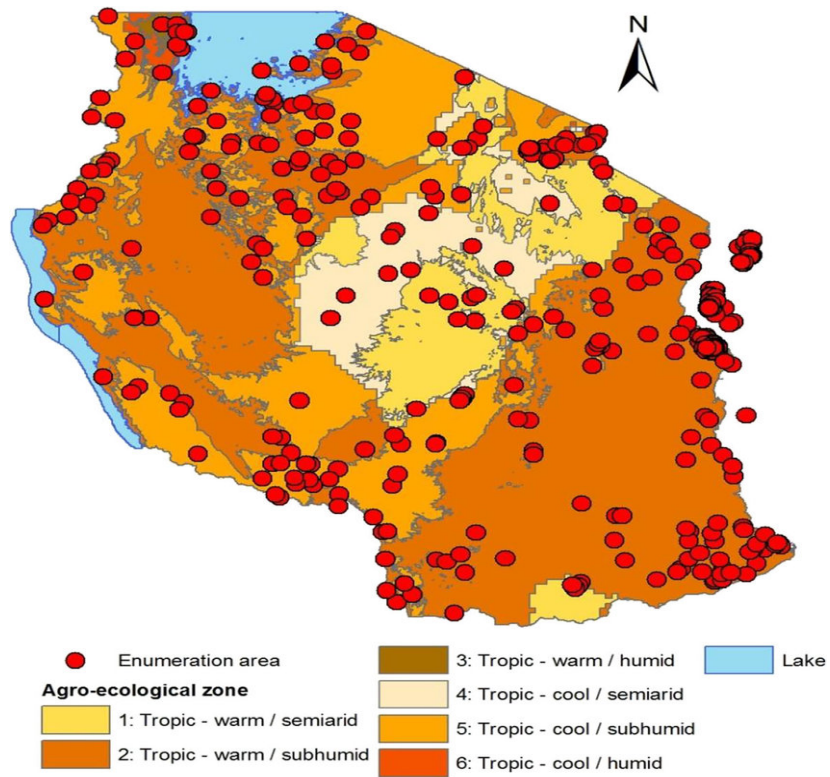 N
Enumeration area
Agro-ecological zone
1: Tropic - warm / semiarid
2: Tropic - warm / subhumid
3: Tropic - warm / humid
4: Tropic - cool / semiarid
5: Tropic - cool / subhumid
6: Tropic - cool / humid
Lake